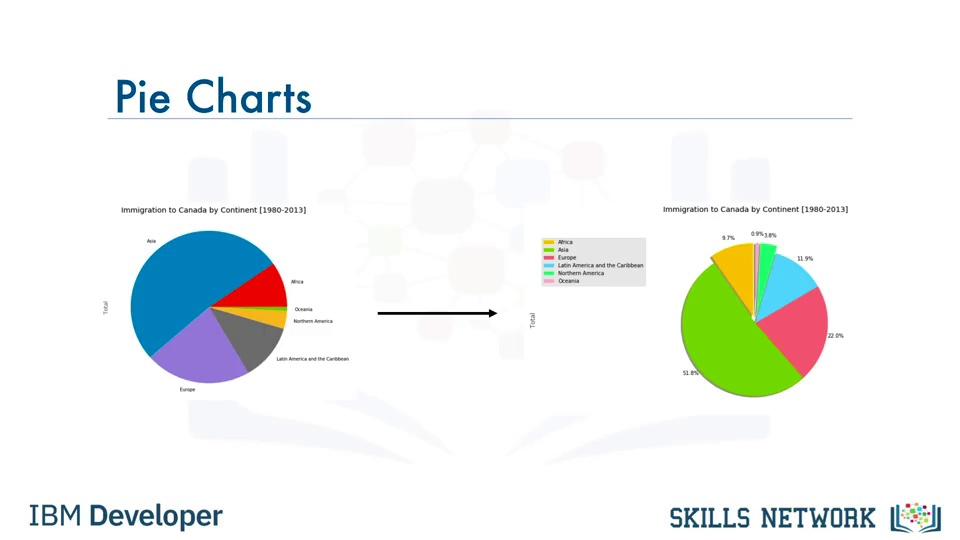 Pie Charts
Immigration to Canada by Continent [1980-2013]
Asia
Africa
Oceania
Northern America
Latin America and the Caribbean
Europe
Total
Immigration to Canada by Continent [1980-2013]
Africa
Asia
Europe
Latin America and the Caribbean
Northern America
Oceania
Total
9.7%
0.9%
3.8%
11.9%
22.0%
51.8%
IBM Developer
SKILLS NETWORK